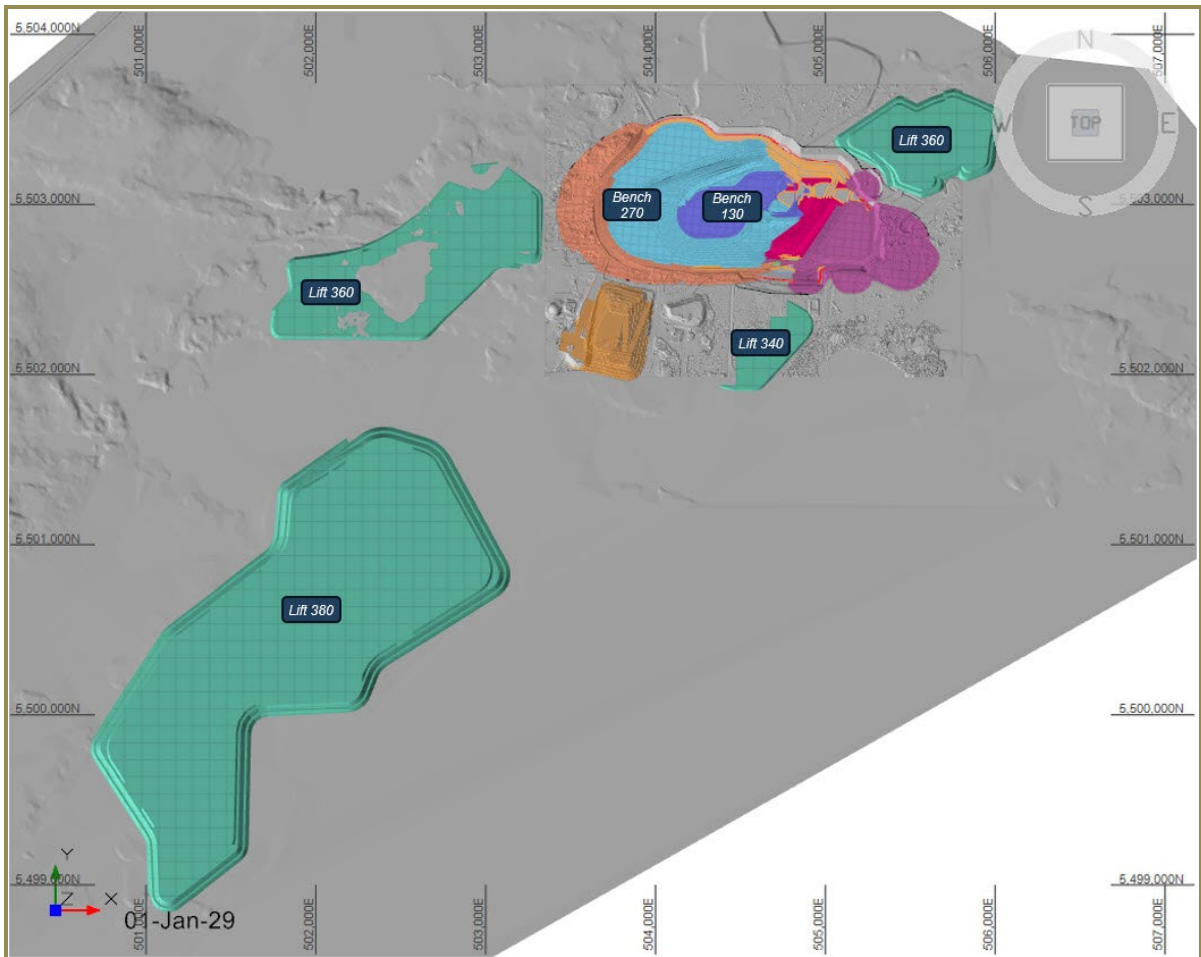 501,000E 502,000E 503,000E 504,000E 505,000E 506,000E 507,000E
5,504,000N
N
W TOP E
S
Lift 360
5,503,000N 5,503,000N
Bench
270
Bench
130
Lift 360
Lift 340
5,502,000N 5,502,000N
5,501,000N 5,501,000N
Lift 380
5,500,000N 5,500,000N
5,499,000N 5,499,000N
Y
Z X
01-Jan-29
501,000E 502,000E 503,000E 504,000E 505,000E 506,000E 507,000E